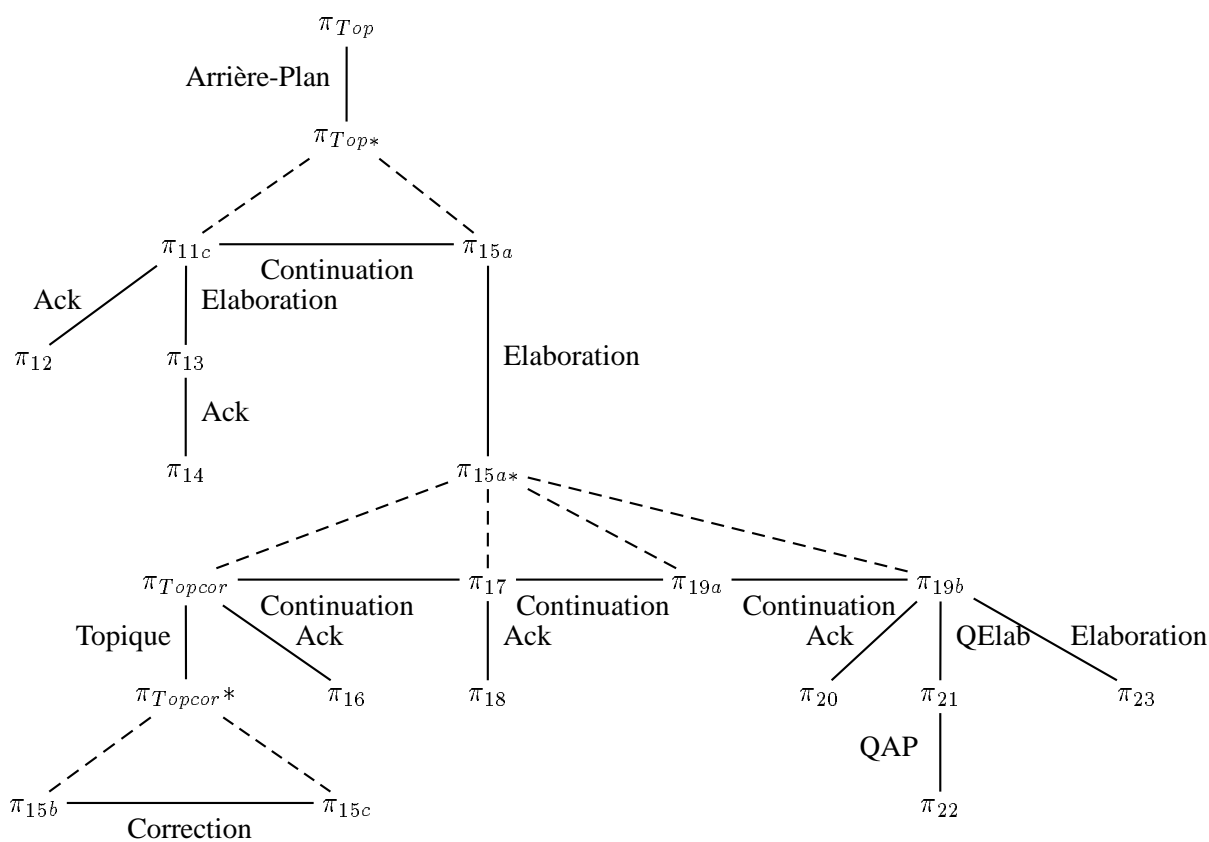 π_Top
Arrière-Plan
π_Top*
π_11c π_15a
Continuation
Ack Elaboration
π_12 π_13 Elaboration
Ack
π_14 π_15a*
π_Topcor π_17 π_19a π_19b
Continuation Continuation Continuation
Topique Ack Ack Ack QElab Elaboration
π_Topcor* π_16 π_18 π_20 π_21 π_23
QAP
π_15b π_15c π_22
Correction